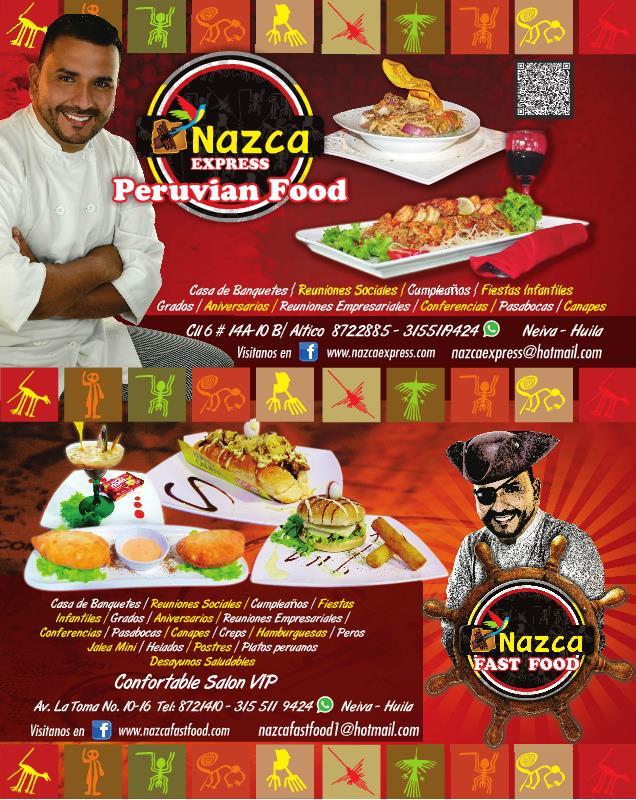 Nazca
EXPRESS
Peruvian Food
Casa de Banquetes / Reuniones Sociales / Cumpleaños / Fiestas Infantiles
Grados / Aniversarios / Reuniones Empresariales / Conferencias / Pasabocas / Canapes
Cll 6 # 14A-10 B/ Altico 8722885 - 3155119424 Neiva - Huila
Visitanos en f www.nazcaexpress.com nazcaexpress@hotmail.com
Casa de Banquetes / Reuniones Sociales / Cumpleaños / Fiestas
Infantiles / Grados / Aniversarios / Reuniones Empresariales /
Conferencias / Pasabocas / Canapes / Creps / Hamburguesas / Peros
Jalea Mini / Helados / Postres / Platos peruanos
Desayunos Saludables
Confortable Salon VIP
Av. La Toma No. 10-16 Tel: 8721410 - 315 511 9424 Neiva - Huila
Visitanos en f www.nazcafastfood.com nazcafastfood1@hotmail.com
Nazca
FAST FOOD